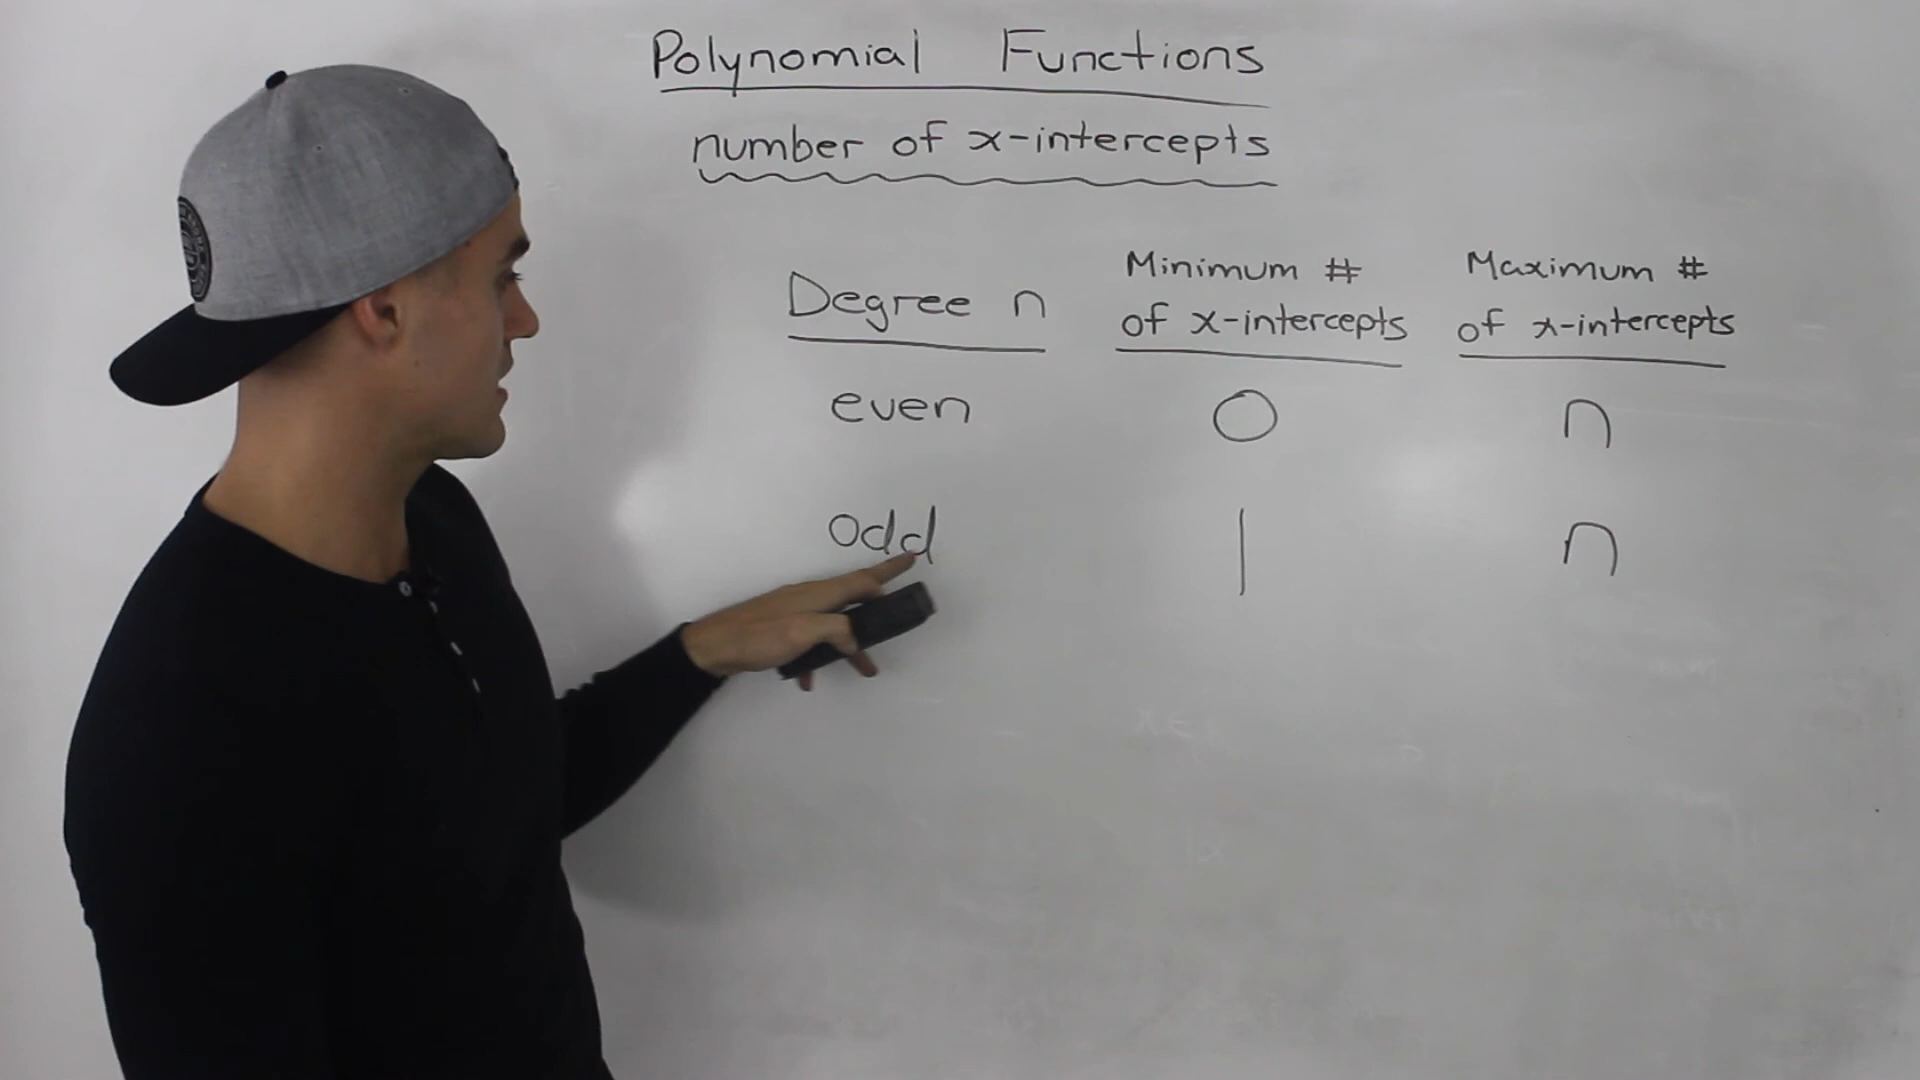 Polynomial Functions
number of x-intercepts
Degree n
Minimum #
of x-intercepts
Maximum #
of x-intercepts
even 0 n
odd 1 n